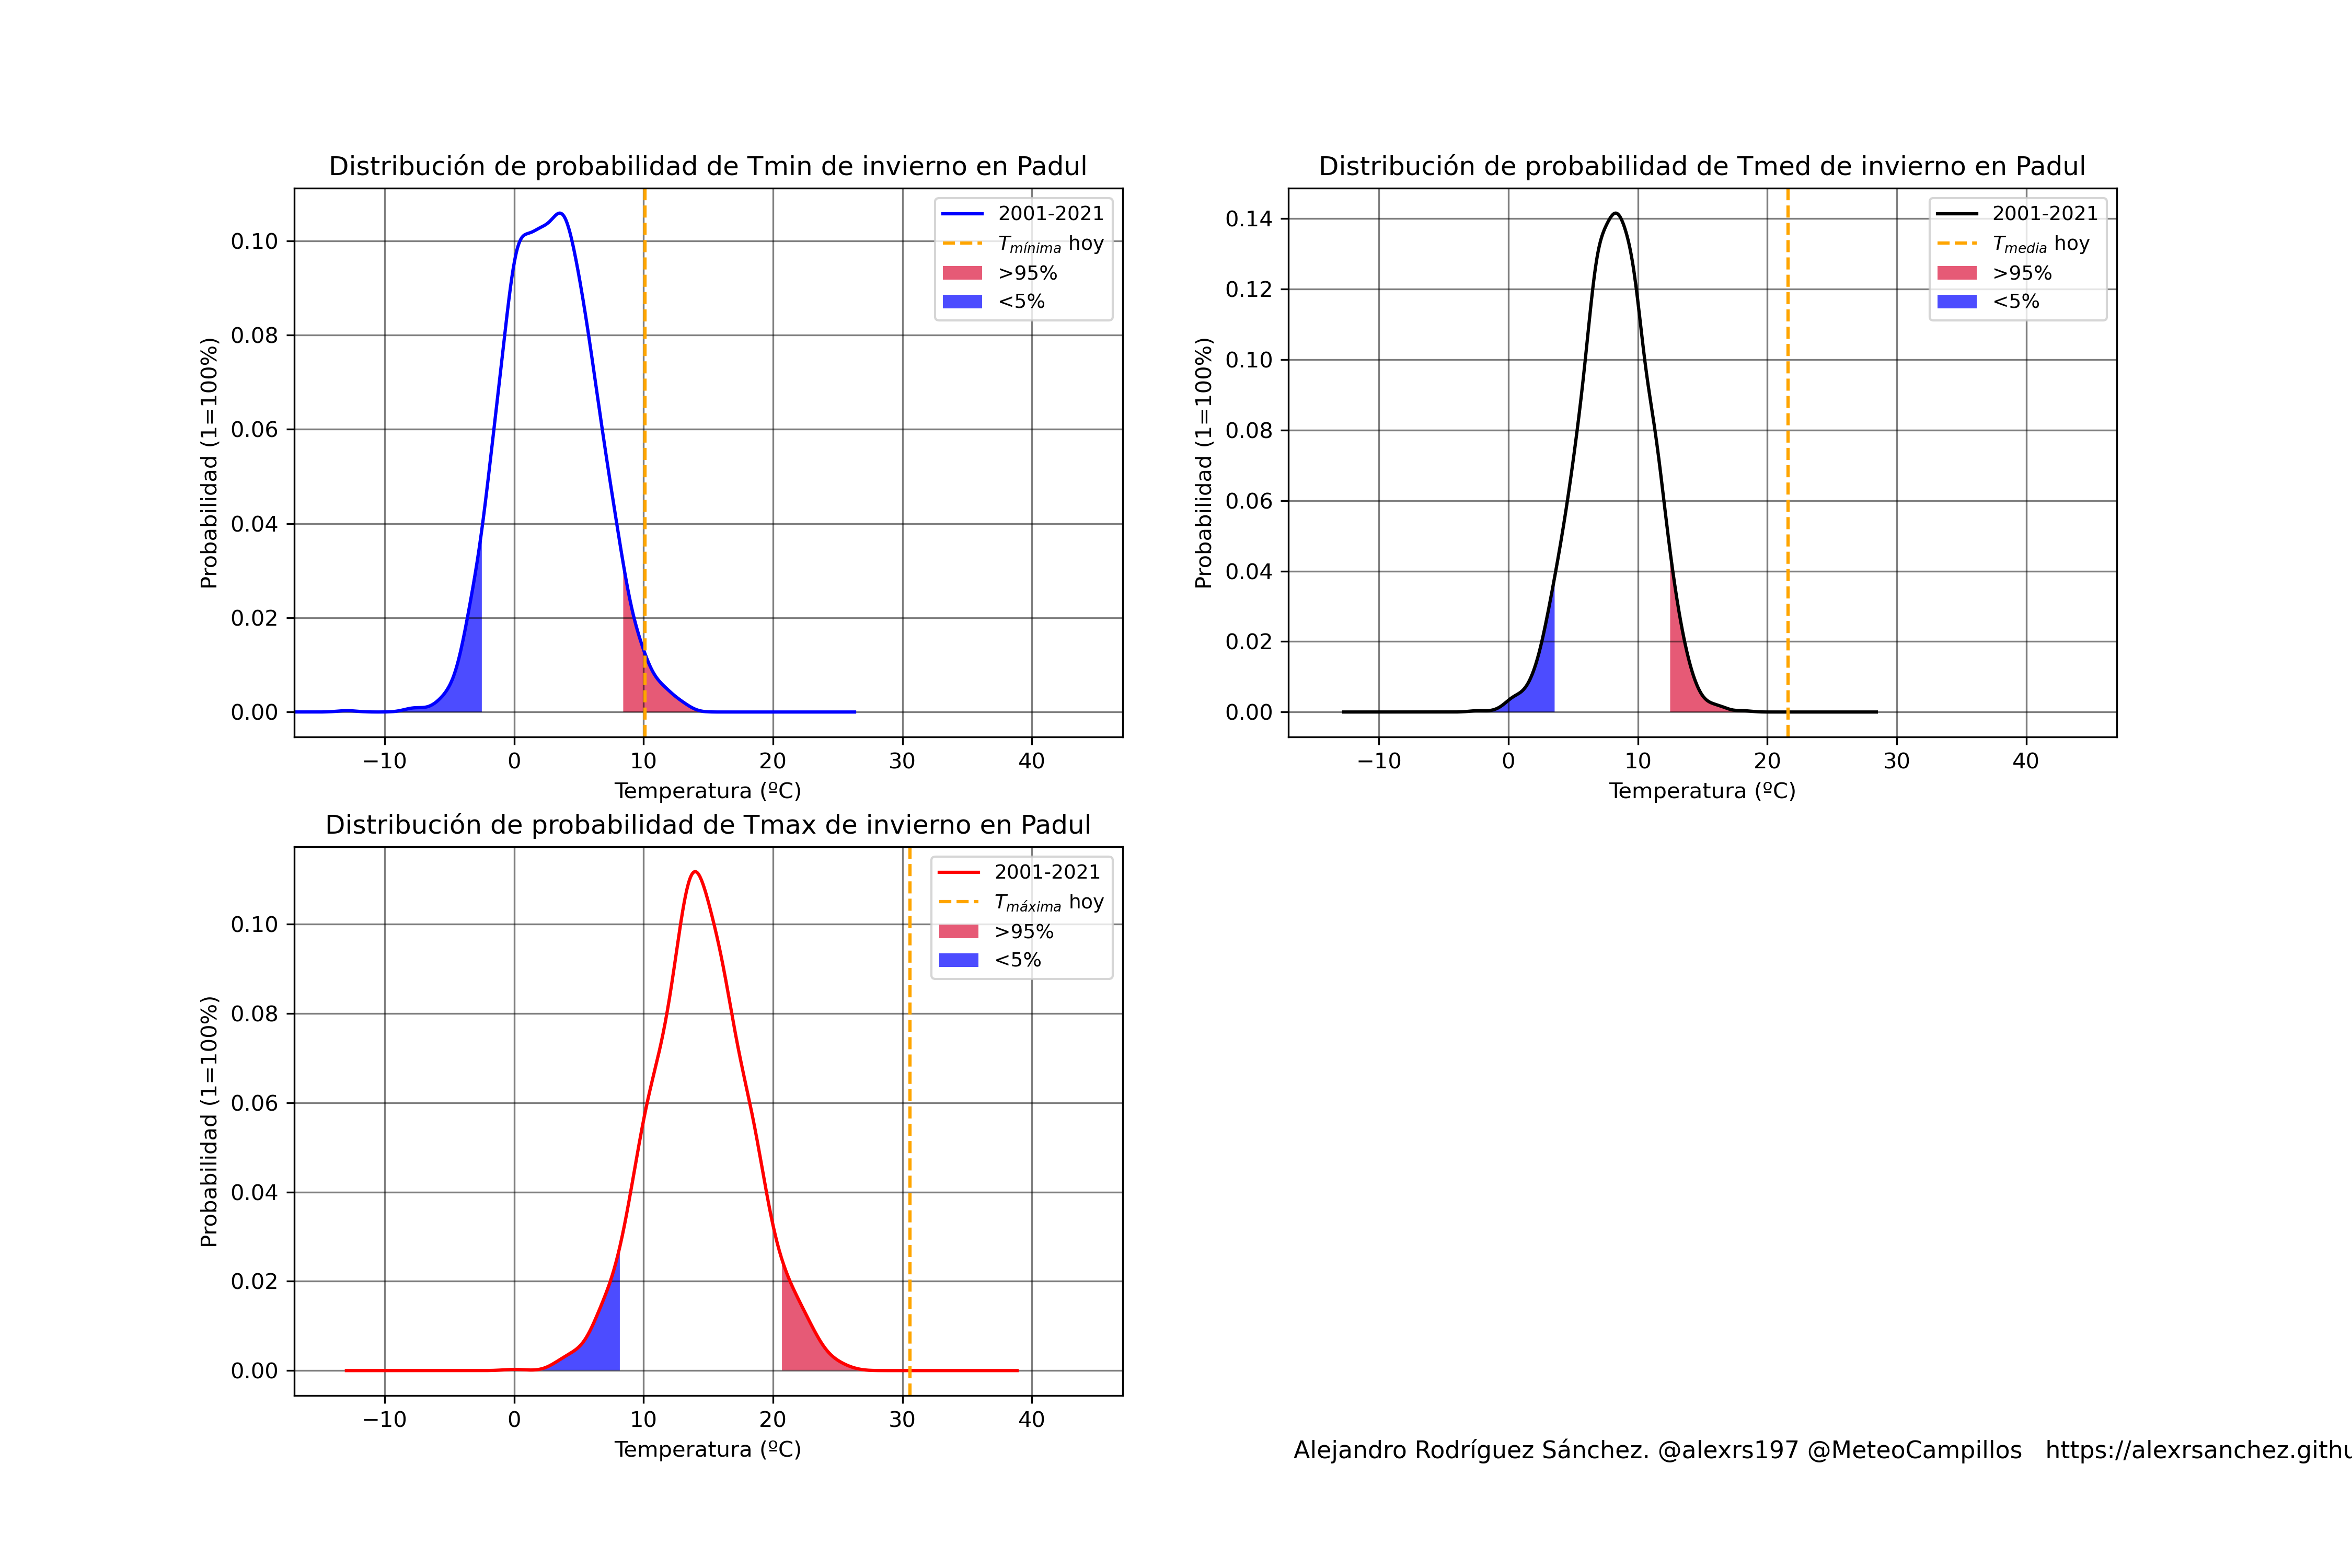 Distribución de probabilidad de Tmin de invierno en Padul
Probabilidad (1=100%)
0.10
0.08
0.06
0.04
0.02
0.00
−10 0 10 20 30 40
Temperatura (ºC)
2001-2021
Tmínima hoy
>95%
<5%
Distribución de probabilidad de Tmed de invierno en Padul
Probabilidad (1=100%)
0.14
0.12
0.10
0.08
0.06
0.04
0.02
0.00
−10 0 10 20 30 40
Temperatura (ºC)
2001-2021
Tmedia hoy
>95%
<5%
Distribución de probabilidad de Tmax de invierno en Padul
Probabilidad (1=100%)
0.10
0.08
0.06
0.04
0.02
0.00
−10 0 10 20 30 40
Temperatura (ºC)
2001-2021
Tmáxima hoy
>95%
<5%
Alejandro Rodríguez Sánchez. @alexrs197 @MeteoCampillos https://alexrsanchez.githu